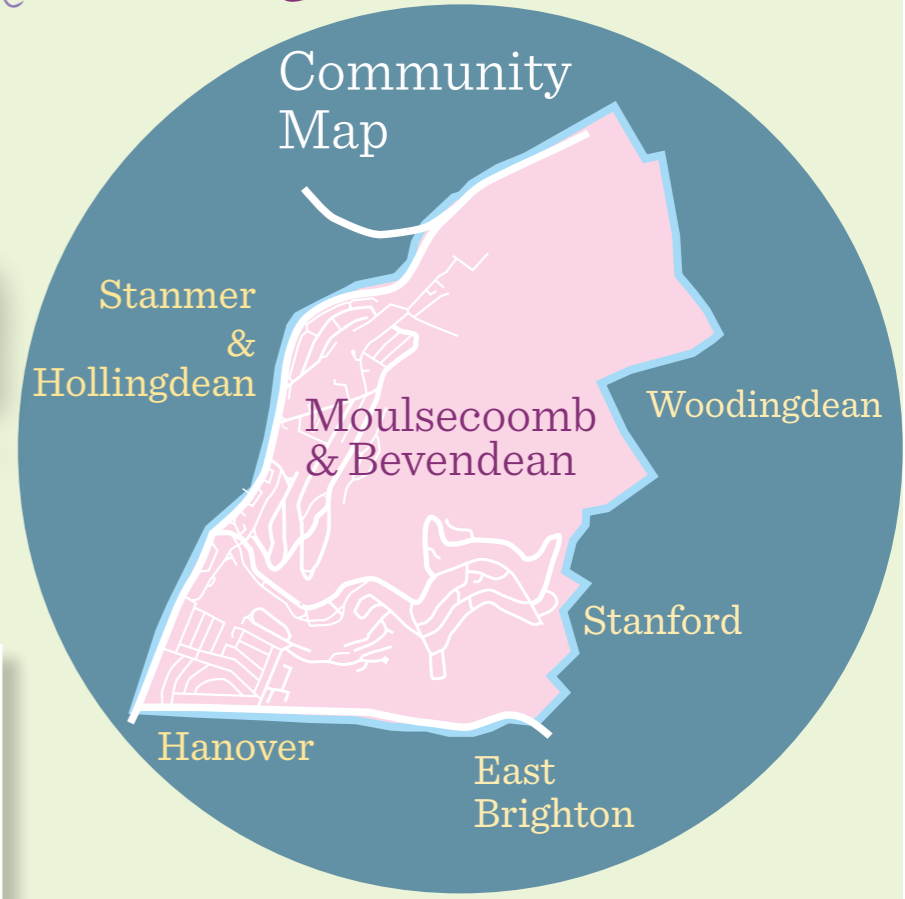 Community
Map
Stanmer
&
Hollingdean
Moulsecoomb
& Bevendean
Woodingdean
Stanford
Hanover
East
Brighton